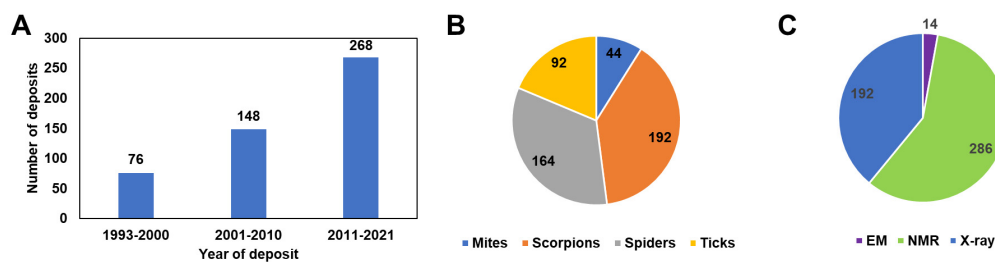 A
Number of deposits
300
250
200
150
100
50
0
76
148
268
1993-2000 2001-2010 2011-2021
Year of deposit
B
44
192
164
92
Mites Scorpions Spiders Ticks
C
14
286
192
EM NMR X-ray